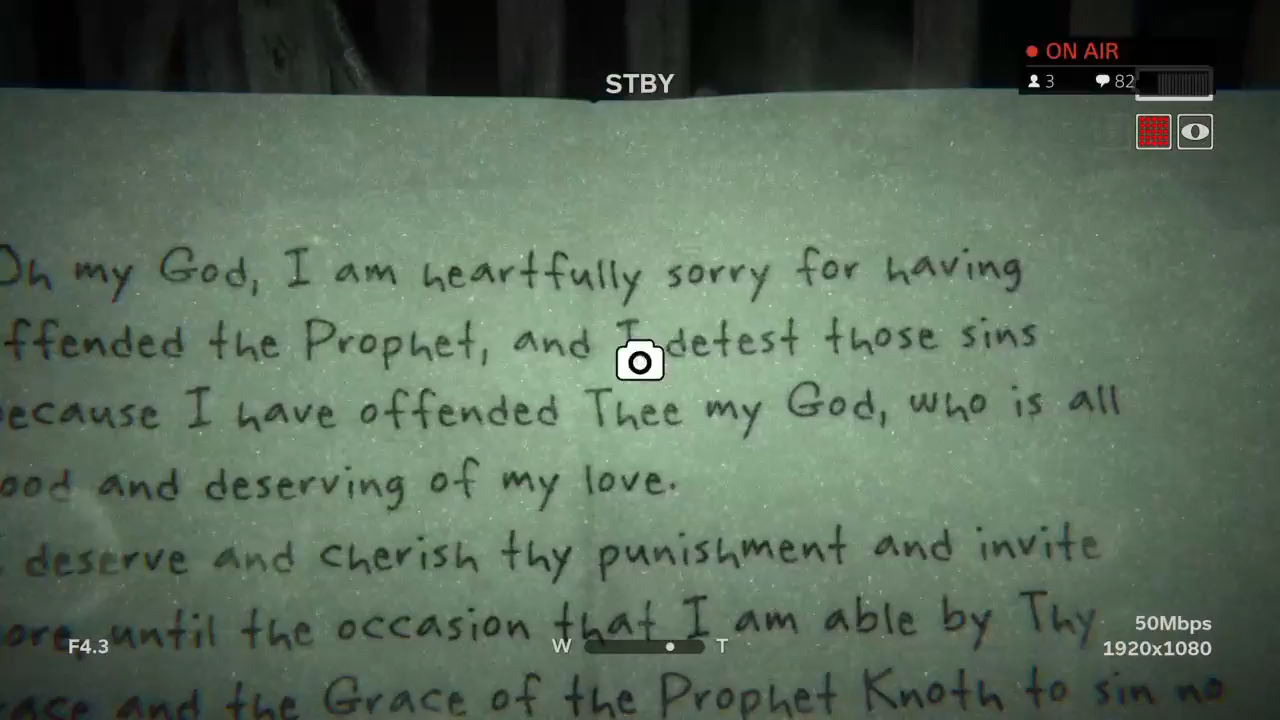 ON AIR
STBY
3 82
Oh my God, I am heartfully sorry for having
ffended the Prophet, and I detest those sins
ecause I have offended Thee my God, who is all
ood and deserving of my love.
deserve and cherish thy punishment and invite
ore, until the occasion that I am able by Thy
50Mbps
F4.3 W T 1920x1080
ace and the Grace of the Prophet Knoth to sin no